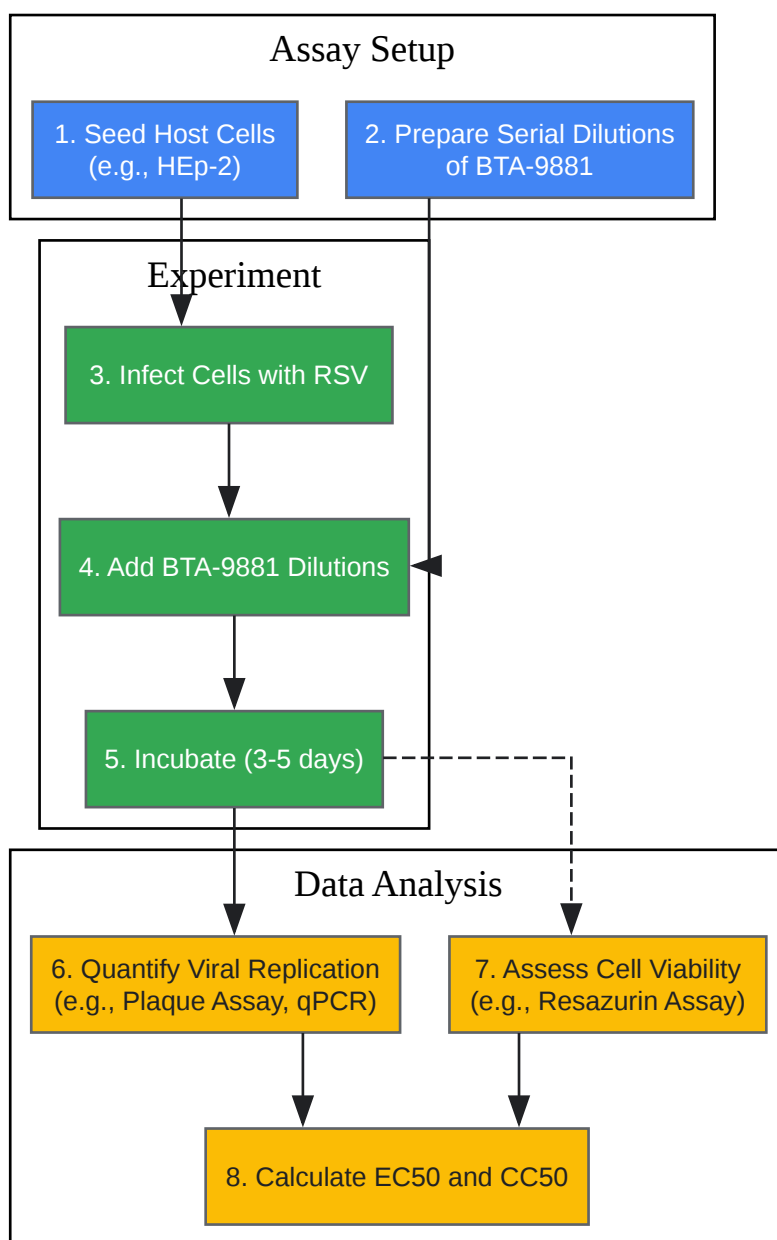 Assay Setup
1. Seed Host Cells
(e.g., HEp-2)
2. Prepare Serial Dilutions
of BTA-9881
Experiment
3. Infect Cells with RSV
4. Add BTA-9881 Dilutions
5. Incubate (3-5 days)
Data Analysis
6. Quantify Viral Replication
(e.g., Plaque Assay, qPCR)
7. Assess Cell Viability
(e.g., Resazurin Assay)
8. Calculate EC50 and CC50